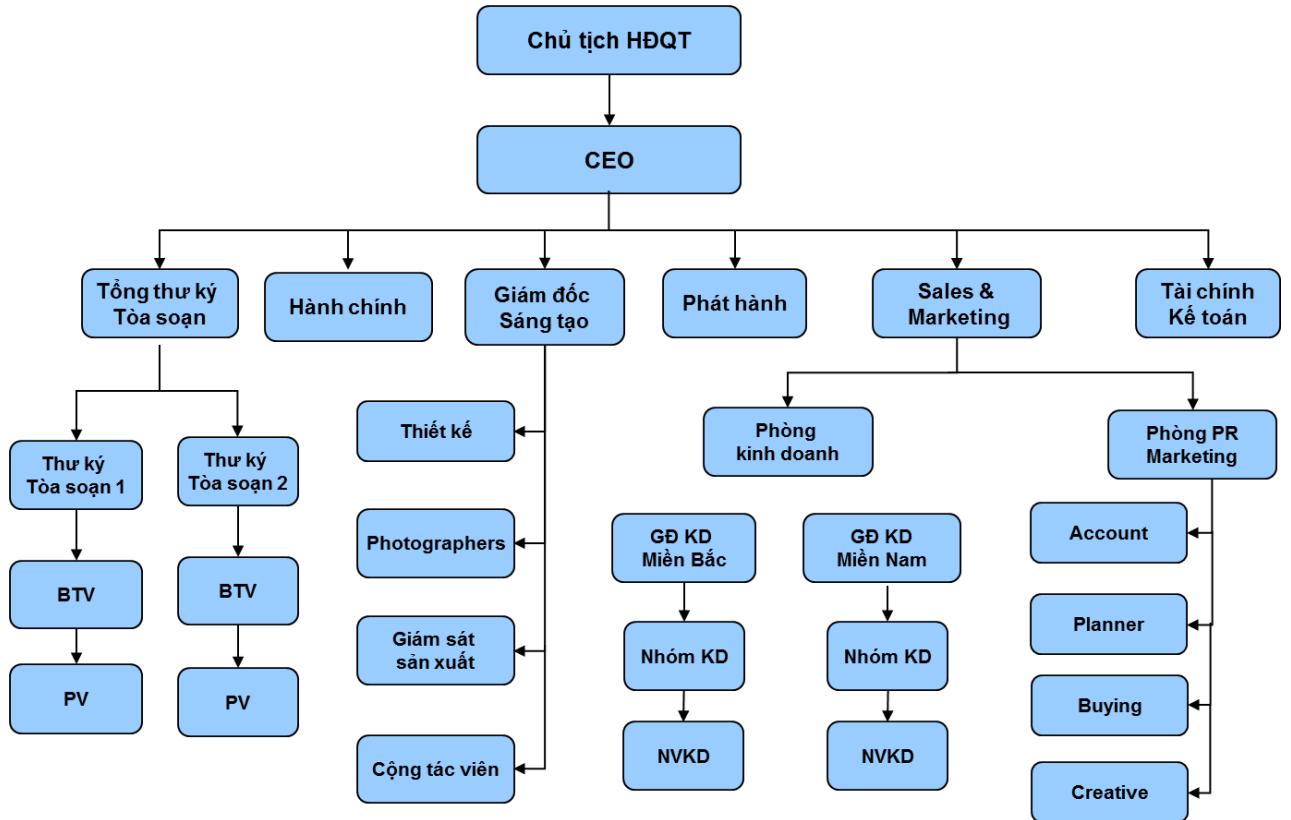 Chủ tịch HĐQT
CEO
Tổng thư ký
Tòa soạn
Hành chính
Giám đốc
Sáng tạo
Phát hành
Sales &
Marketing
Tài chính
Kế toán
Thư ký
Tòa soạn 1
Thư ký
Tòa soạn 2
BTV
BTV
PV
PV
Thiết kế
Photographers
Giám sát
sản xuất
Cộng tác viên
Phòng
kinh doanh
Phòng PR
Marketing
GĐ KD
Miền Bắc
GĐ KD
Miền Nam
Nhóm KD
Nhóm KD
NVKD
NVKD
Account
Planner
Buying
Creative